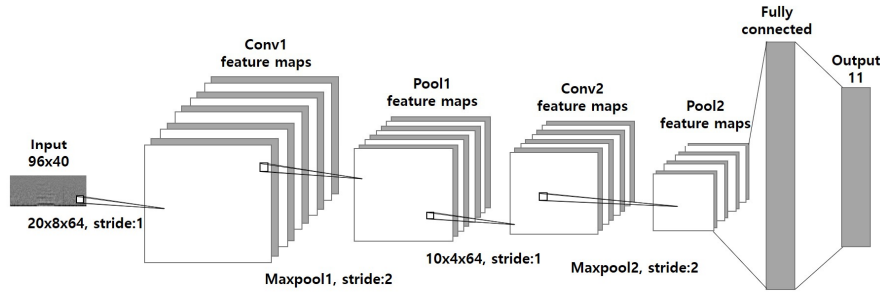 Input
96x40
20x8x64, stride:1
Conv1
feature maps
Maxpool1, stride:2
Pool1
feature maps
10x4x64, stride:1
Conv2
feature maps
Maxpool2, stride:2
Pool2
feature maps
Fully
connected
Output
11